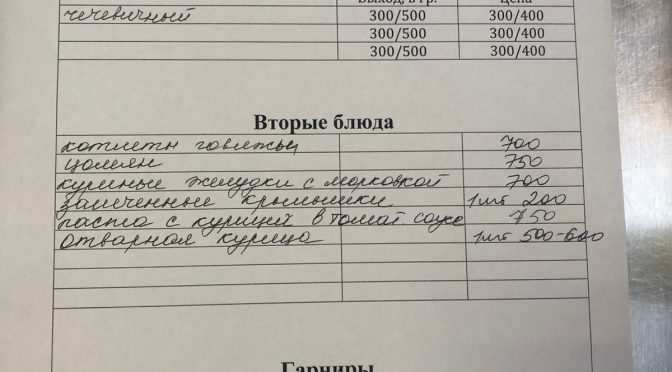 Выход, в гр. Цена
чечевичный 300/500 300/400
300/500 300/400
300/500 300/400
Вторые блюда
котлеты говяжьи 700
цомян 750
куриные желудки с морковкой 700
запеченные крылышки 1шт 200
паста с курицей в томат соусе 750
отварная курица 1шт 500-600
Гарниры